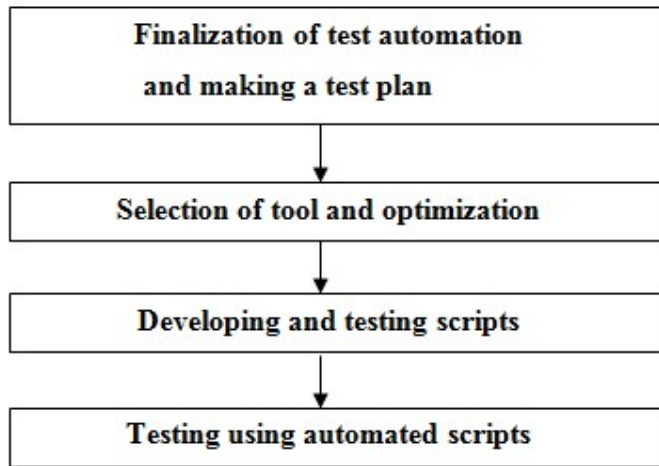 Finalization of test automation
and making a test plan
Selection of tool and optimization
Developing and testing scripts
Testing using automated scripts